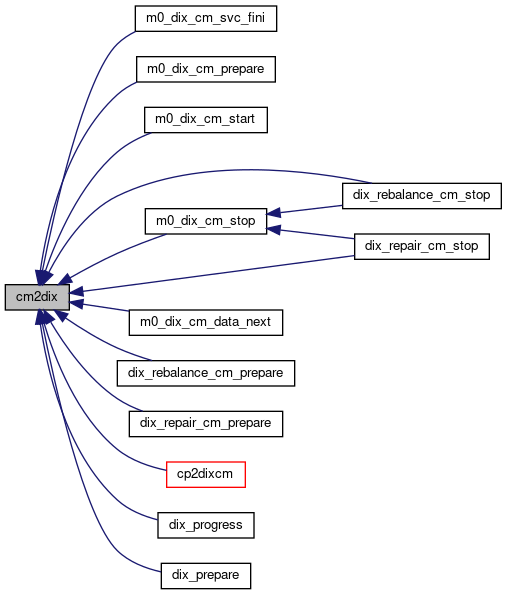 m0_dix_cm_svc_fini
m0_dix_cm_prepare
m0_dix_cm_start
dix_rebalance_cm_stop
m0_dix_cm_stop
dix_repair_cm_stop
cm2dix
m0_dix_cm_data_next
dix_rebalance_cm_prepare
dix_repair_cm_prepare
cp2dixcm
dix_progress
dix_prepare